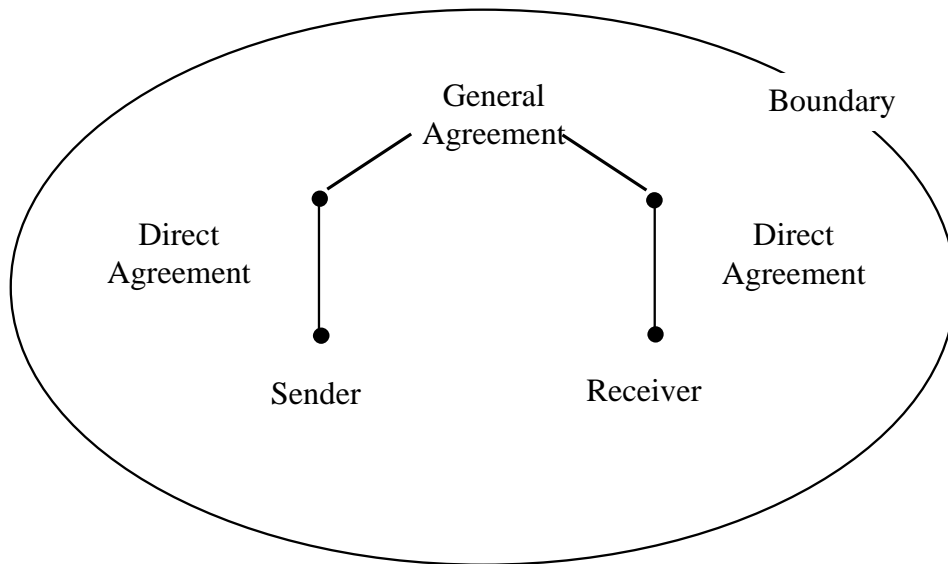 General
Agreement
Boundary
Direct
Agreement
Direct
Agreement
Sender
Receiver